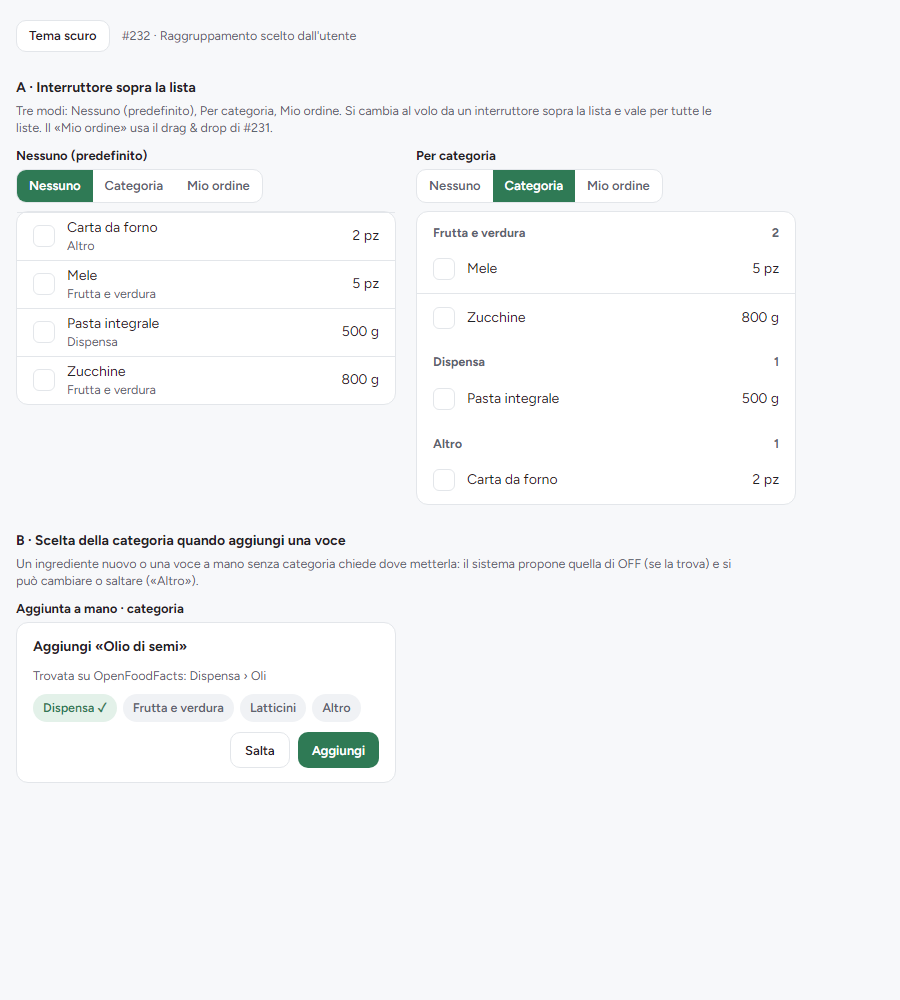 Tema scuro
#232 · Raggruppamento scelto dall'utente
A · Interruttore sopra la lista
Tre modi: Nessuno (predefinito), Per categoria, Mio ordine. Si cambia al volo da un interruttore sopra la lista e vale per tutte le
liste. Il «Mio ordine» usa il drag & drop di #231.
Nessuno (predefinito)
Nessuno Categoria Mio ordine
Carta da forno
Altro
2 pz
Mele
Frutta e verdura
5 pz
Pasta integrale
Dispensa
500 g
Zucchine
Frutta e verdura
800 g
Per categoria
Nessuno Categoria Mio ordine
Frutta e verdura 2
Mele 5 pz
Zucchine 800 g
Dispensa 1
Pasta integrale 500 g
Altro 1
Carta da forno 2 pz
B · Scelta della categoria quando aggiungi una voce
Un ingrediente nuovo o una voce a mano senza categoria chiede dove metterla: il sistema propone quella di OFF (se la trova) e si
può cambiare o saltare («Altro»).
Aggiunta a mano · categoria
Aggiungi «Olio di semi»
Trovata su OpenFoodFacts: Dispensa › Oli
Dispensa ✓ Frutta e verdura Latticini Altro
Salta Aggiungi